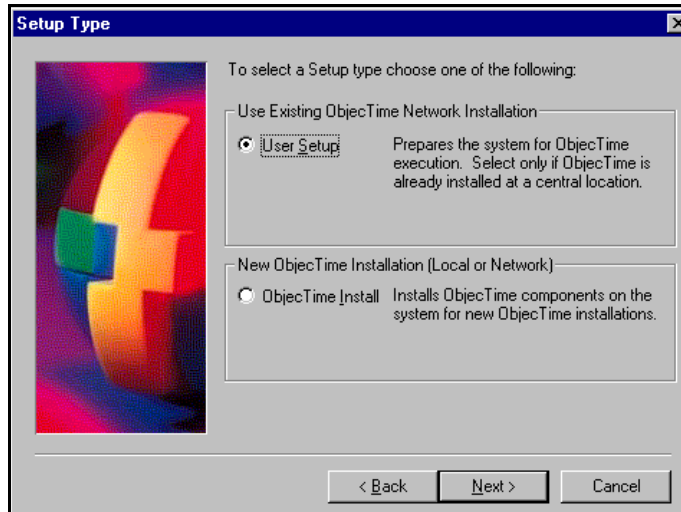 Setup Type
To select a Setup type choose one of the following:
Use Existing ObjecTime Network Installation
User Setup
Prepares the system for ObjecTime
execution. Select only if ObjecTime is
already installed at a central location.
New ObjecTime Installation (Local or Network)
ObjecTime Install
Installs ObjecTime components on the
system for new ObjecTime installations.
< Back
Next >
Cancel